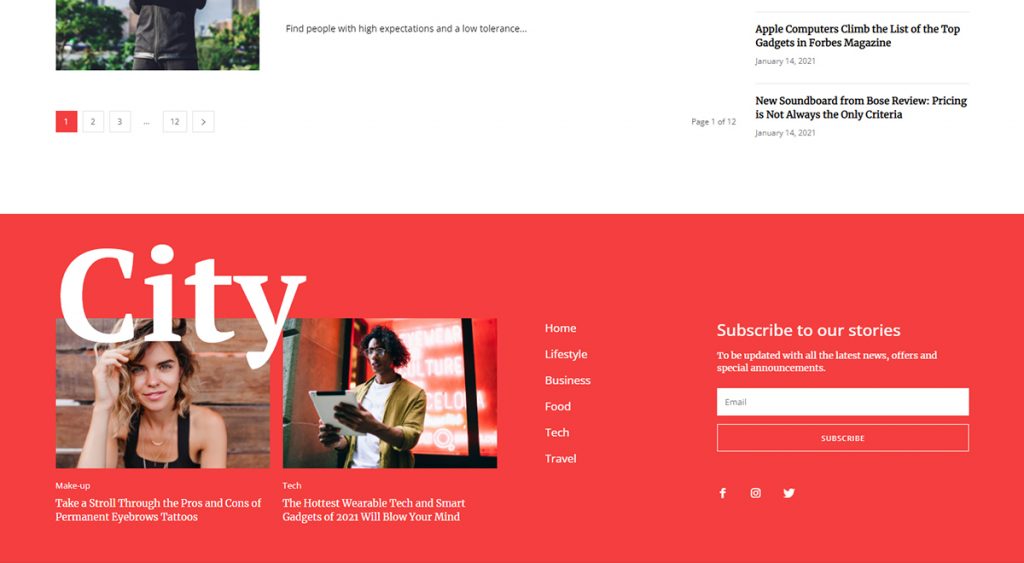 Find people with high expectations and a low tolerance...
Apple Computers Climb the List of the Top
Gadgets in Forbes Magazine
January 14, 2021
New Soundboard from Bose Review: Pricing
is Not Always the Only Criteria
January 14, 2021
1 2 3 ... 12
Page 1 of 12
City
Make-up
Take a Stroll Through the Pros and Cons of
Permanent Eyebrows Tattoos
Tech
The Hottest Wearable Tech and Smart
Gadgets of 2021 Will Blow Your Mind
Home
Lifestyle
Business
Food
Tech
Travel
Subscribe to our stories
To be updated with all the latest news, offers and
special announcements.
Email
SUBSCRIBE